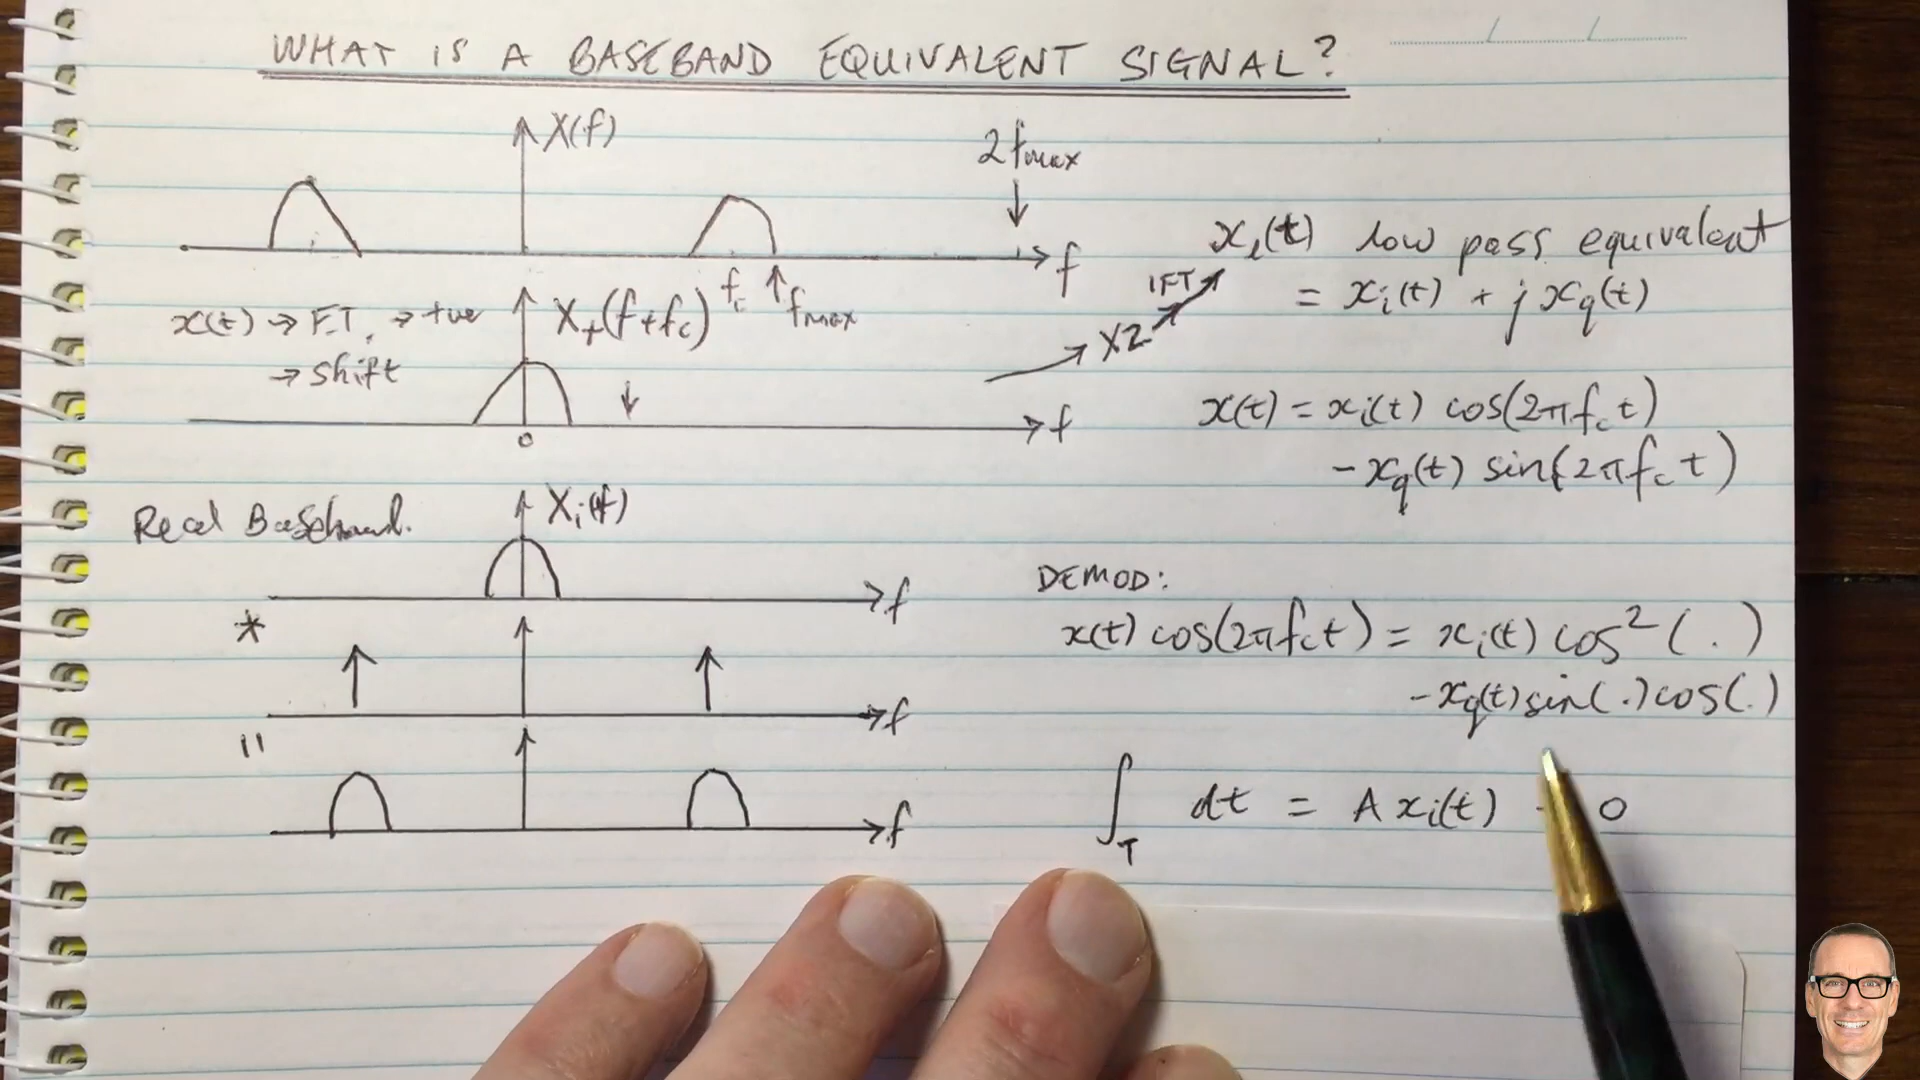 WHAT IS A BASEBAND EQUIVALENT SIGNAL?
X(f)
2fmax
f
fc
fmax
x(t) → F.T. → +ve
→ shift
X+(f+fc)
0
f
X2
IFT
xl(t) low pass equivalent
= xi(t) + j xq(t)
x(t) = xi(t) cos(2πfct)
-xq(t) sin(2πfct)
Real Baseband.
Xi(f)
f
*
f
"
f
DEMOD:
x(t) cos(2πfct) = xi(t) cos²(.)
-xq(t) sin(.) cos(.)
∫T dt = A xi(t) - 0